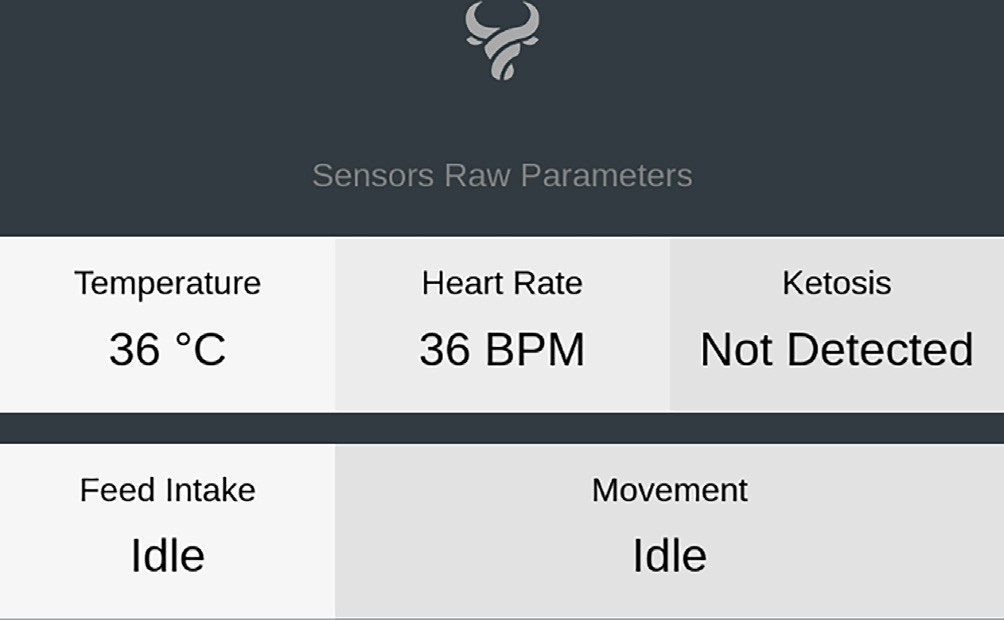 Sensors Raw Parameters
Temperature
36 °C
Heart Rate
36 BPM
Ketosis
Not Detected
Feed Intake
Idle
Movement
Idle